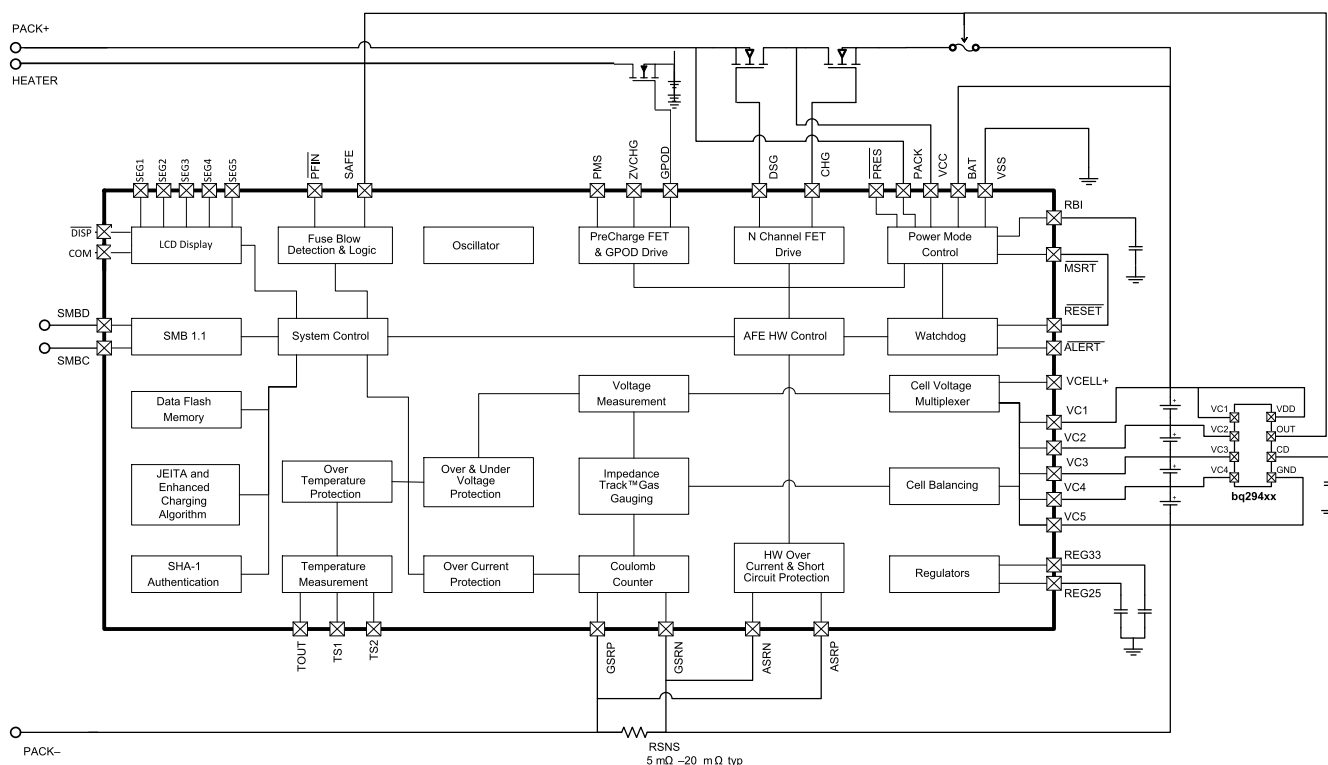 PACK+
HEATER
SEG1
SEG2
SEG3
SEG4
SEG5
PFIN
SAFE
PMS
ZVCHG
GPOD
DSG
CHG
PRES
PACK
VCC
BAT
VSS
DISP
COM
LCD Display
Fuse Blow
Detection & Logic
Oscillator
PreCharge FET
& GPOD Drive
N Channel FET
Drive
Power Mode
Control
RBI
MSRT
SMBD
SMBC
SMB 1.1
System Control
AFE HW Control
Watchdog
RESET
ALERT
Data Flash
Memory
Voltage
Measurement
Cell Voltage
Multiplexer
VCELL+
VC1
VC2
VC3
VC4
VC5
+
+
+
+
VC1
VC2
VC3
VC4
VDD
OUT
CD
GND
bq294xx
JEITA and
Enhanced
Charging
Algorithm
Over
Temperature
Protection
Over & Under
Voltage
Protection
Impedance
Track™Gas
Gauging
Cell Balancing
SHA-1
Authentication
Temperature
Measurement
Over Current
Protection
Coulomb
Counter
HW Over
Current & Short
Circuit Protection
Regulators
REG33
REG25
TOUT
TS1
TS2
GSRP
GSRN
ASRN
ASRP
PACK–
RSNS
5 mΩ –20 mΩ typ